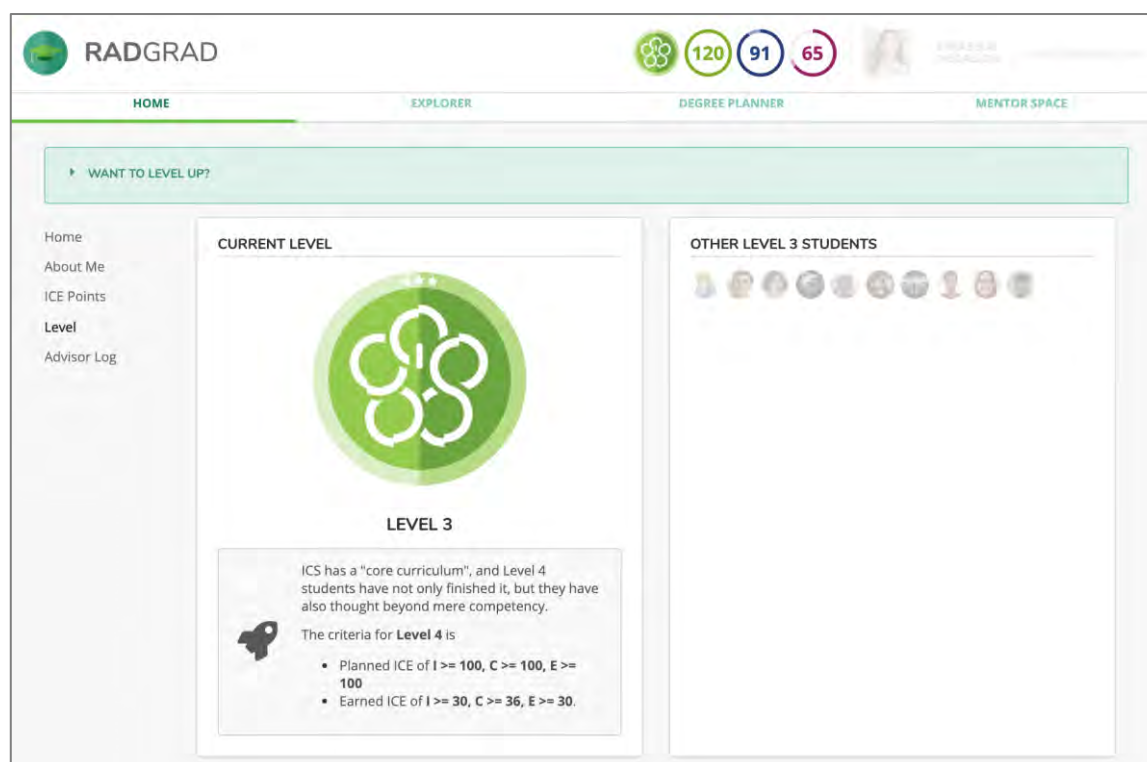 RADGRAD
120 91 65
HOME EXPLORER DEGREE PLANNER MENTOR SPACE
WANT TO LEVEL UP?
Home
About Me
ICE Points
Level
Advisor Log
CURRENT LEVEL
LEVEL 3
ICS has a "core curriculum", and Level 4
students have not only finished it, but they have
also thought beyond mere competency.
The criteria for Level 4 is
• Planned ICE of I >= 100, C >= 100, E >=
100
• Earned ICE of I >= 30, C >= 36, E >= 30.
OTHER LEVEL 3 STUDENTS